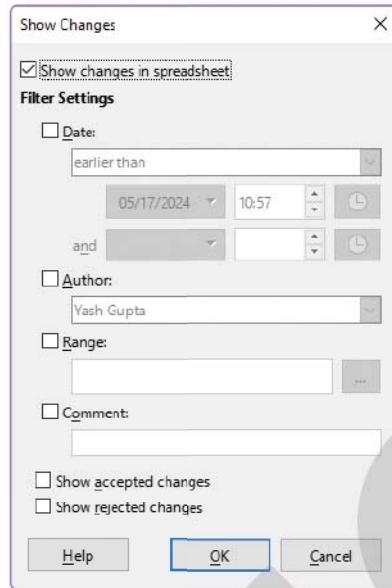 Show Changes
Show changes in spreadsheet
Filter Settings
Date:
earlier than
05/17/2024 10:57
and
Author:
Yash Gupta
Range:
...
Comment:
Show accepted changes
Show rejected changes
Help OK Cancel